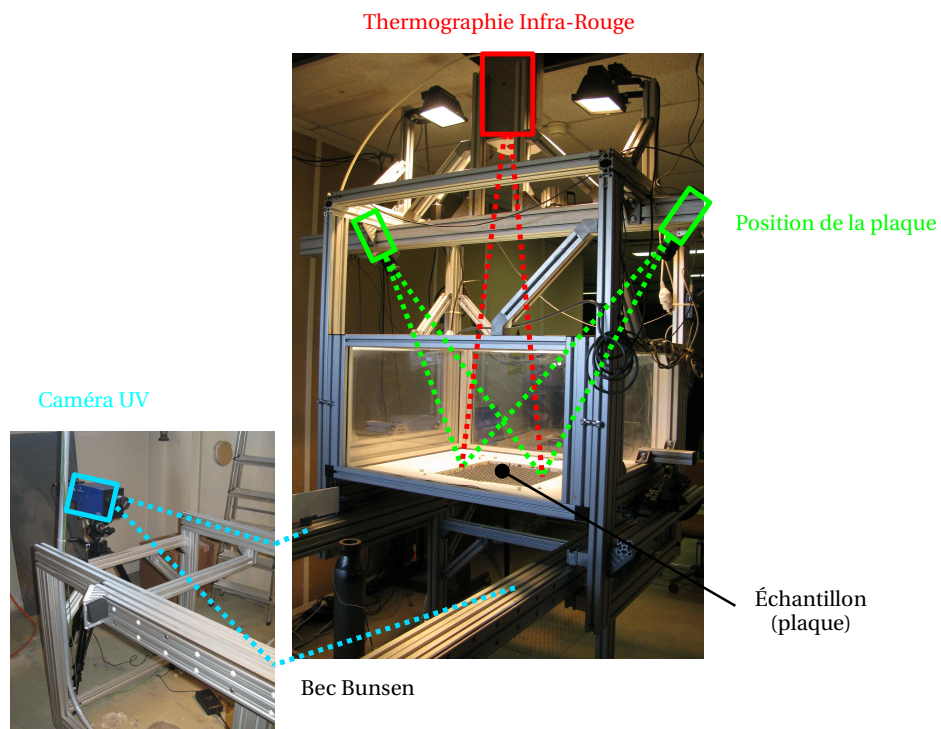 Thermographie Infra-Rouge
Position de la plaque
Caméra UV
Échantillon
(plaque)
Bec Bunsen